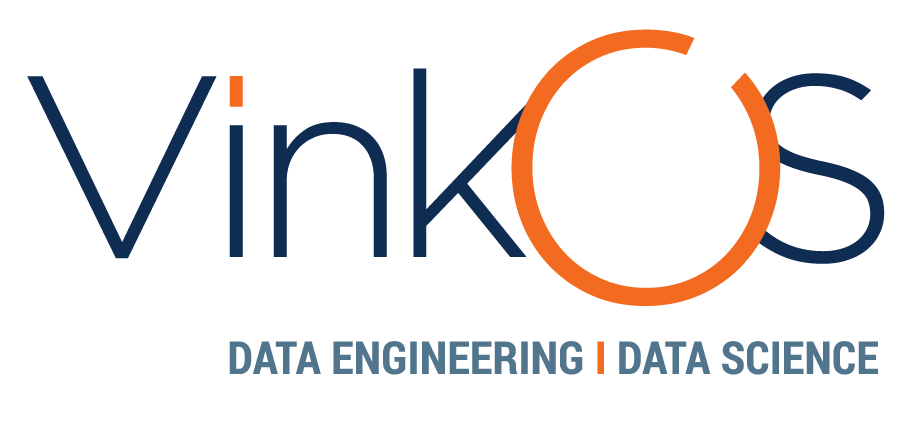 VinkOs
DATA ENGINEERING | DATA SCIENCE